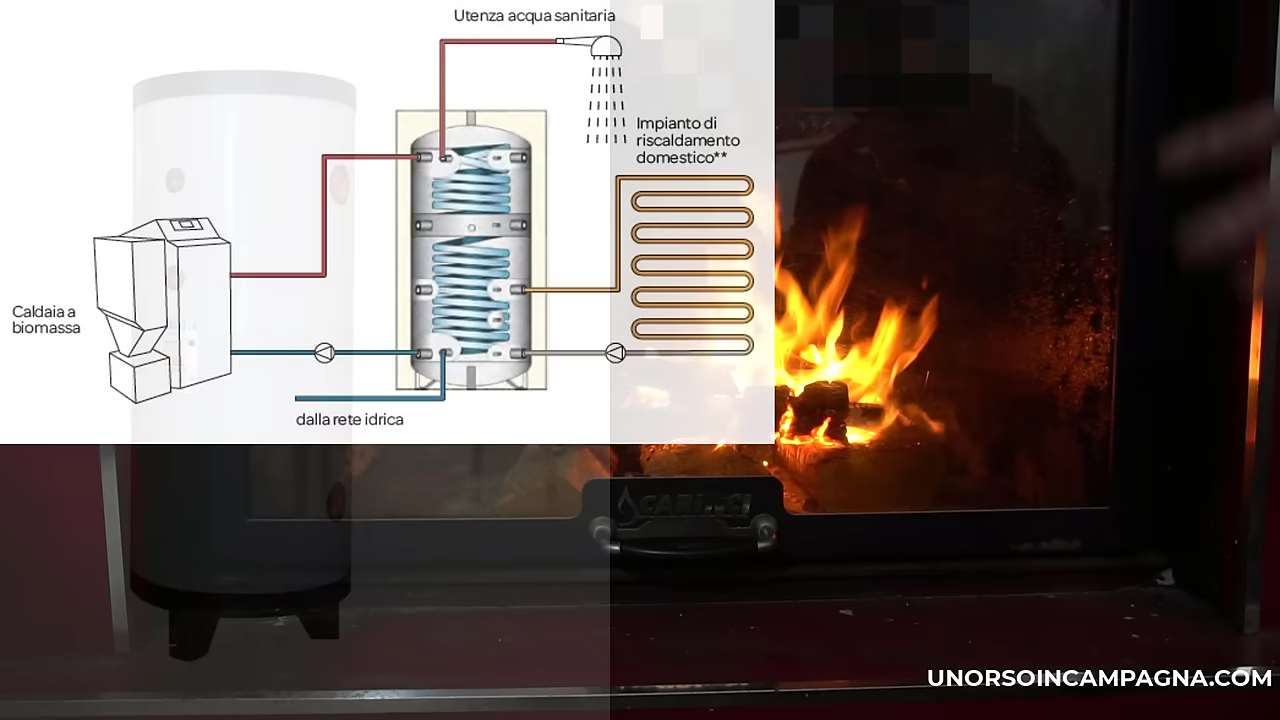 Utenza acqua sanitaria
Impianto di
riscaldamento
domestico**
Caldaia a
biomassa
dalla rete idrica
UNORSOINCAMPAGNA.COM